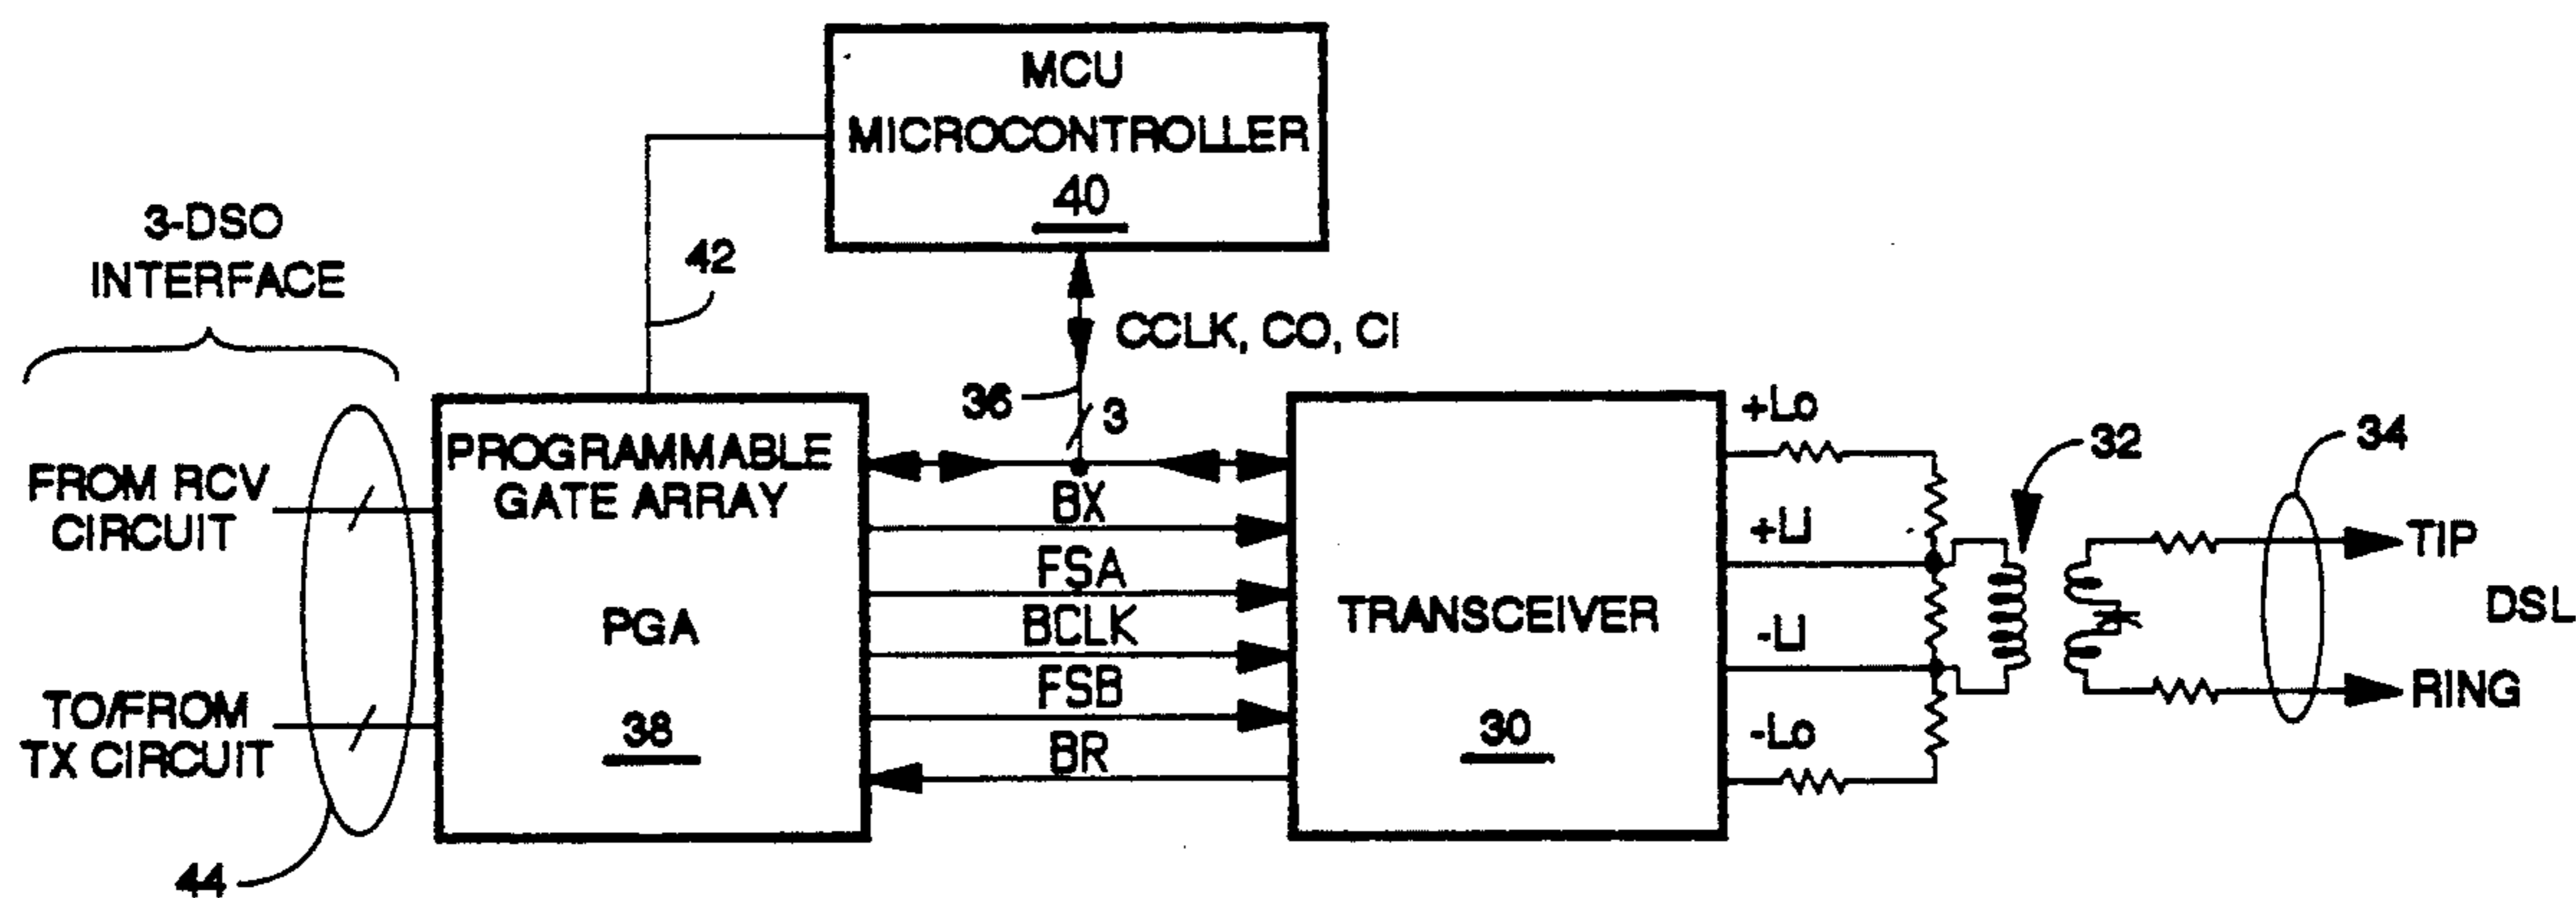 MCU
MICROCONTROLLER
40
3-DSO
INTERFACE
42
CCLK, CO, CI
36
3
FROM RCV
CIRCUIT
TO/FROM
TX CIRCUIT
44
PROGRAMMABLE
GATE ARRAY
PGA
38
BX
FSA
BCLK
FSB
BR
TRANSCEIVER
30
+Lo
+LI
-LI
-Lo
32
34
TIP
DSL
RING